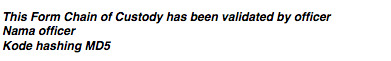 This Form Chain of Custody has been validated by officer
Nama officer
Kode hashing MD5